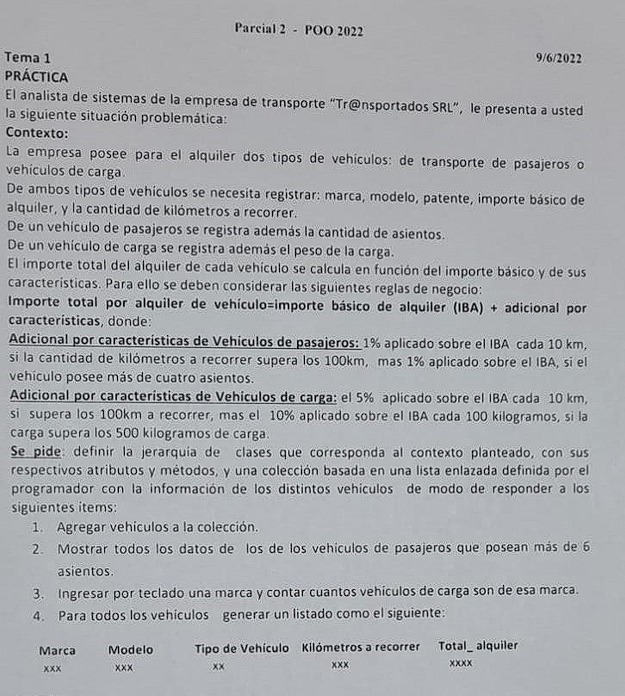 Parcial 2 - POO 2022
Tema 1 9/6/2022
PRÁCTICA
El analista de sistemas de la empresa de transporte “Tr@nsportados SRL”, le presenta a usted
la siguiente situación problemática:
Contexto:
La empresa posee para el alquiler dos tipos de vehículos: de transporte de pasajeros o
vehículos de carga.
De ambos tipos de vehículos se necesita registrar: marca, modelo, patente, importe básico de
alquiler, y la cantidad de kilómetros a recorrer.
De un vehículo de pasajeros se registra además la cantidad de asientos.
De un vehículo de carga se registra además el peso de la carga.
El importe total del alquiler de cada vehículo se calcula en función del importe básico y de sus
características. Para ello se deben considerar las siguientes reglas de negocio:
Importe total por alquiler de vehículo=importe básico de alquiler (IBA) + adicional por
características, donde:
Adicional por características de Vehículos de pasajeros: 1% aplicado sobre el IBA cada 10 km,
si la cantidad de kilómetros a recorrer supera los 100km, mas 1% aplicado sobre el IBA, si el
vehículo posee más de cuatro asientos.
Adicional por características de Vehículos de carga: el 5% aplicado sobre el IBA cada 10 km,
si supera los 100km a recorrer, mas el 10% aplicado sobre el IBA cada 100 kilogramos, si la
carga supera los 500 kilogramos de carga.
Se pide: definir la jerarquía de clases que corresponda al contexto planteado, con sus
respectivos atributos y métodos, y una colección basada en una lista enlazada definida por el
programador con la información de los distintos vehículos de modo de responder a los
siguientes ítems:
1. Agregar vehículos a la colección.
2. Mostrar todos los datos de los de los vehículos de pasajeros que posean más de 6
asientos.
3. Ingresar por teclado una marca y contar cuantos vehículos de carga son de esa marca.
4. Para todos los vehículos generar un listado como el siguiente:
Marca Modelo Tipo de Vehículo Kilómetros a recorrer Total_ alquiler
xxx xxx xx xxx xxxx